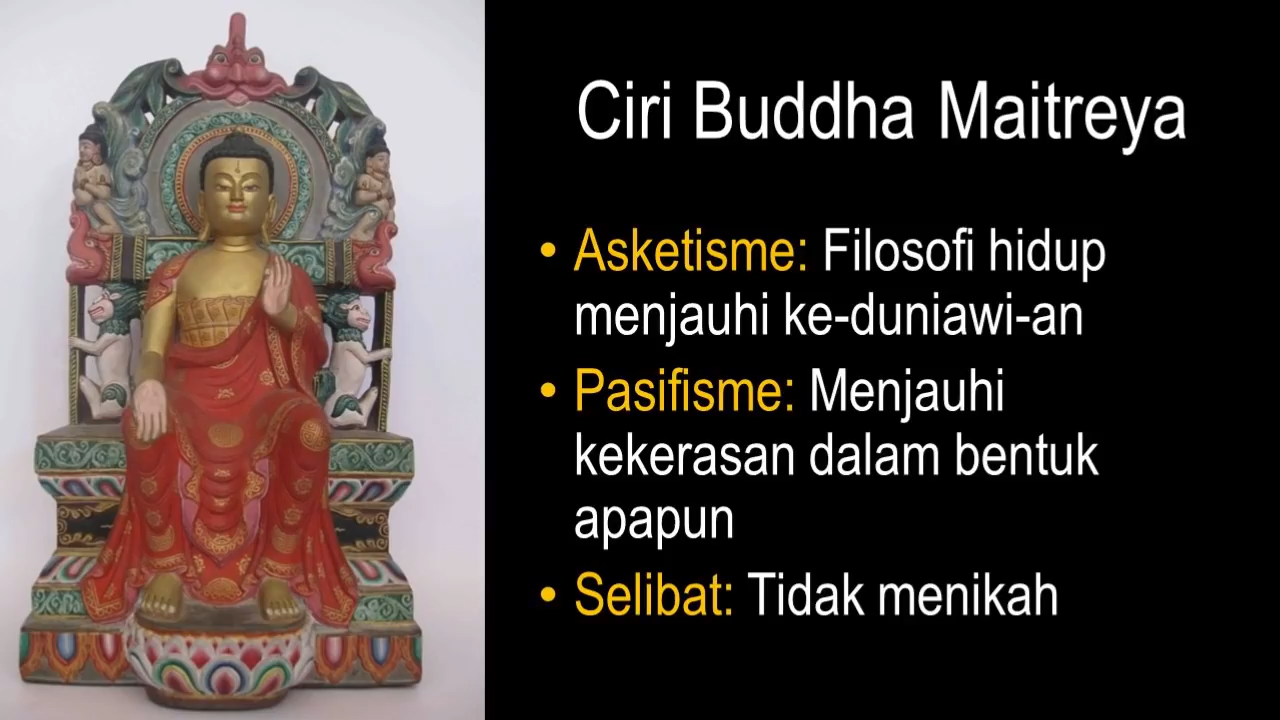 Ciri Buddha Maitreya
• Asketisme: Filosofi hidup
menjauhi ke-duniawi-an
• Pasifisme: Menjauhi
kekerasan dalam bentuk
apapun
• Selibat: Tidak menikah